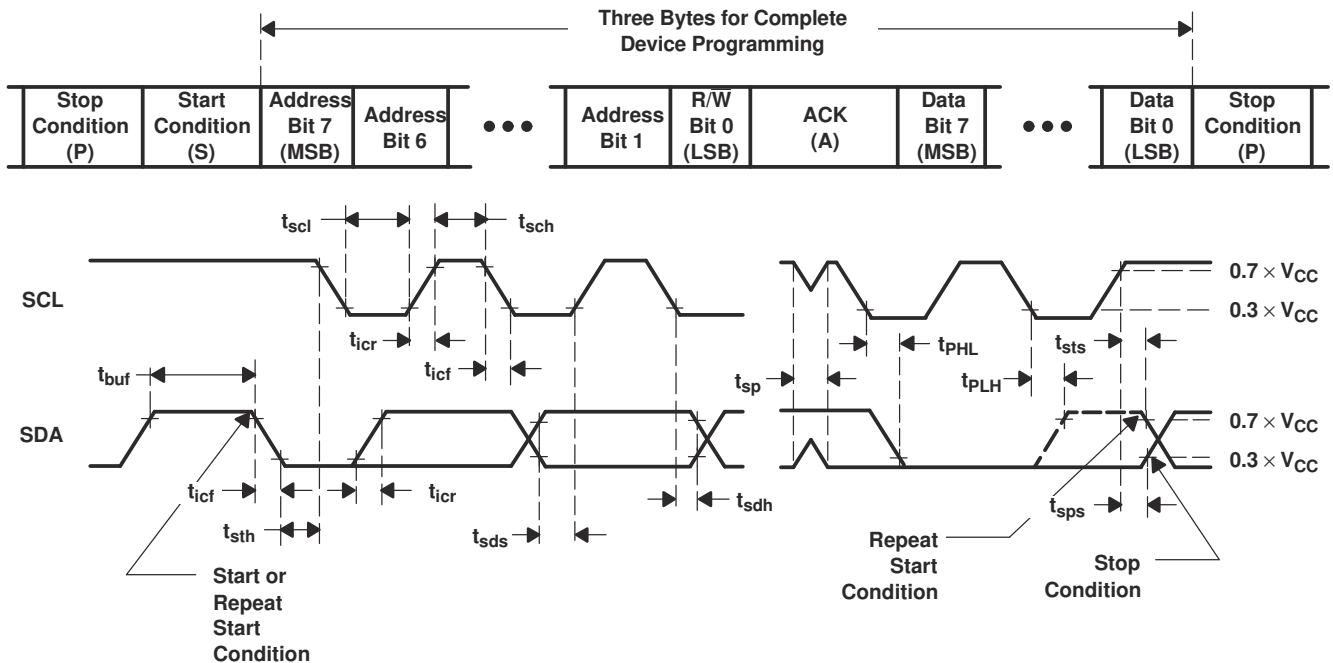 Three Bytes for Complete
Device Programming
Stop
Condition
(P)
Start
Condition
(S)
Address
Bit 7
(MSB)
Address
Bit 6
•••
Address
Bit 1
R/W̅
Bit 0
(LSB)
ACK
(A)
Data
Bit 7
(MSB)
•••
Data
Bit 0
(LSB)
Stop
Condition
(P)
tscl
tsch
0.7 × VCC
SCL
0.3 × VCC
ticr
tPHL
tsts
tbuf
ticf
tsp
tPLH
SDA
0.7 × VCC
0.3 × VCC
ticf
ticr
tsdh
tsps
tsth
tsds
Repeat
Start
Condition
Stop
Condition
Start or
Repeat
Start
Condition